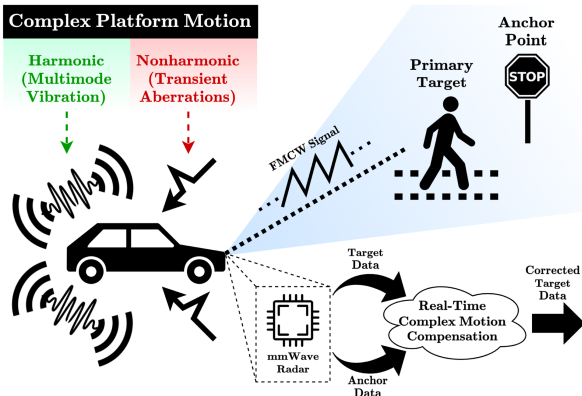 Complex Platform Motion
Harmonic
(Multimode
Vibration)
Nonharmonic
(Transient
Aberrations)
Anchor
Point
Primary
Target
STOP
FMCW Signal
Target
Data
mmWave
Radar
Anchor Data
Real-Time
Complex Motion
Compensation
Corrected
Target
Data